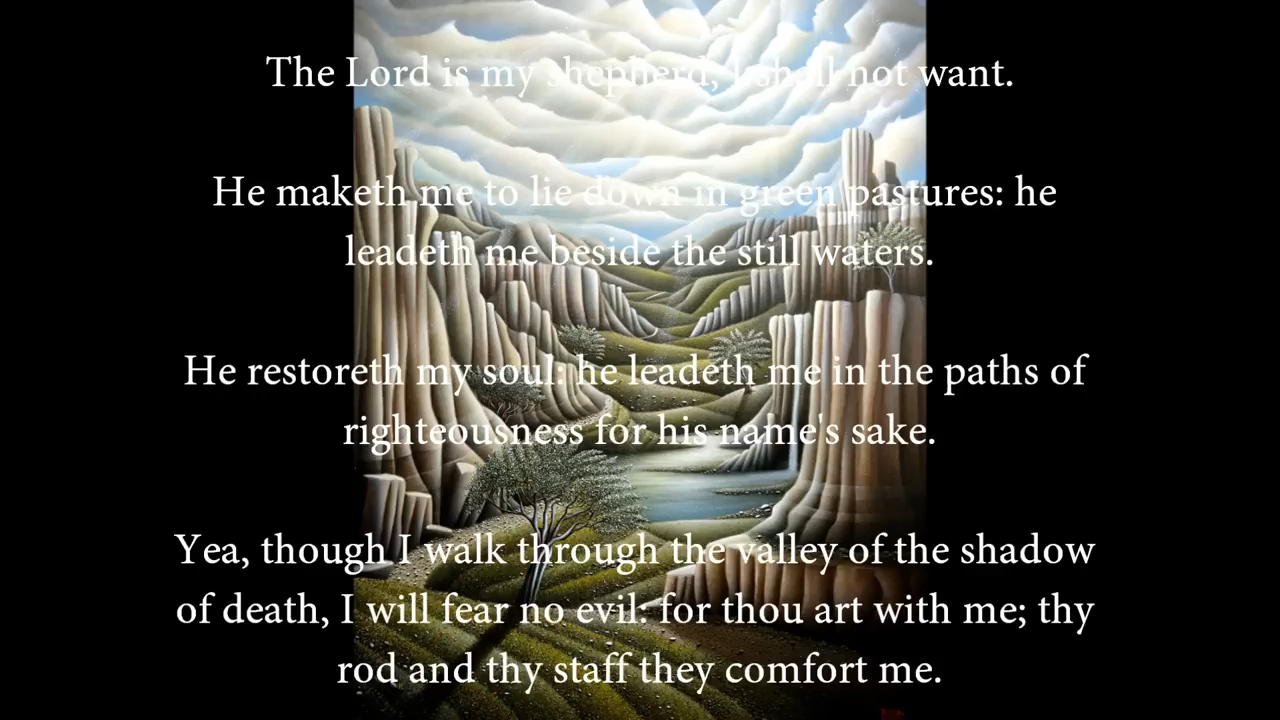 The Lord is my shepherd, I shall not want.
He maketh me to lie down in green pastures: he
leadeth me beside the still waters.
He restoreth my soul: he leadeth me in the paths of
righteousness for his name's sake.
Yea, though I walk through the valley of the shadow
of death, I will fear no evil: for thou art with me; thy
rod and thy staff they comfort me.